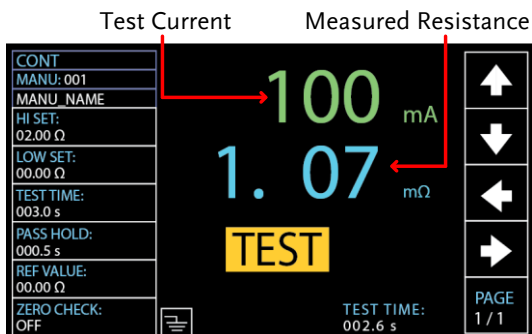 Test Current
Measured Resistance
CONT
MANU: 001
MANU_NAME
HI SET:
02.00 Ω
LOW SET:
00.00 Ω
TEST TIME:
003.0 s
PASS HOLD:
000.5 s
REF VALUE:
00.00 Ω
ZERO CHECK:
OFF
100 mA
1. 07 mΩ
TEST
TEST TIME:
002.6 s
PAGE
1 / 1